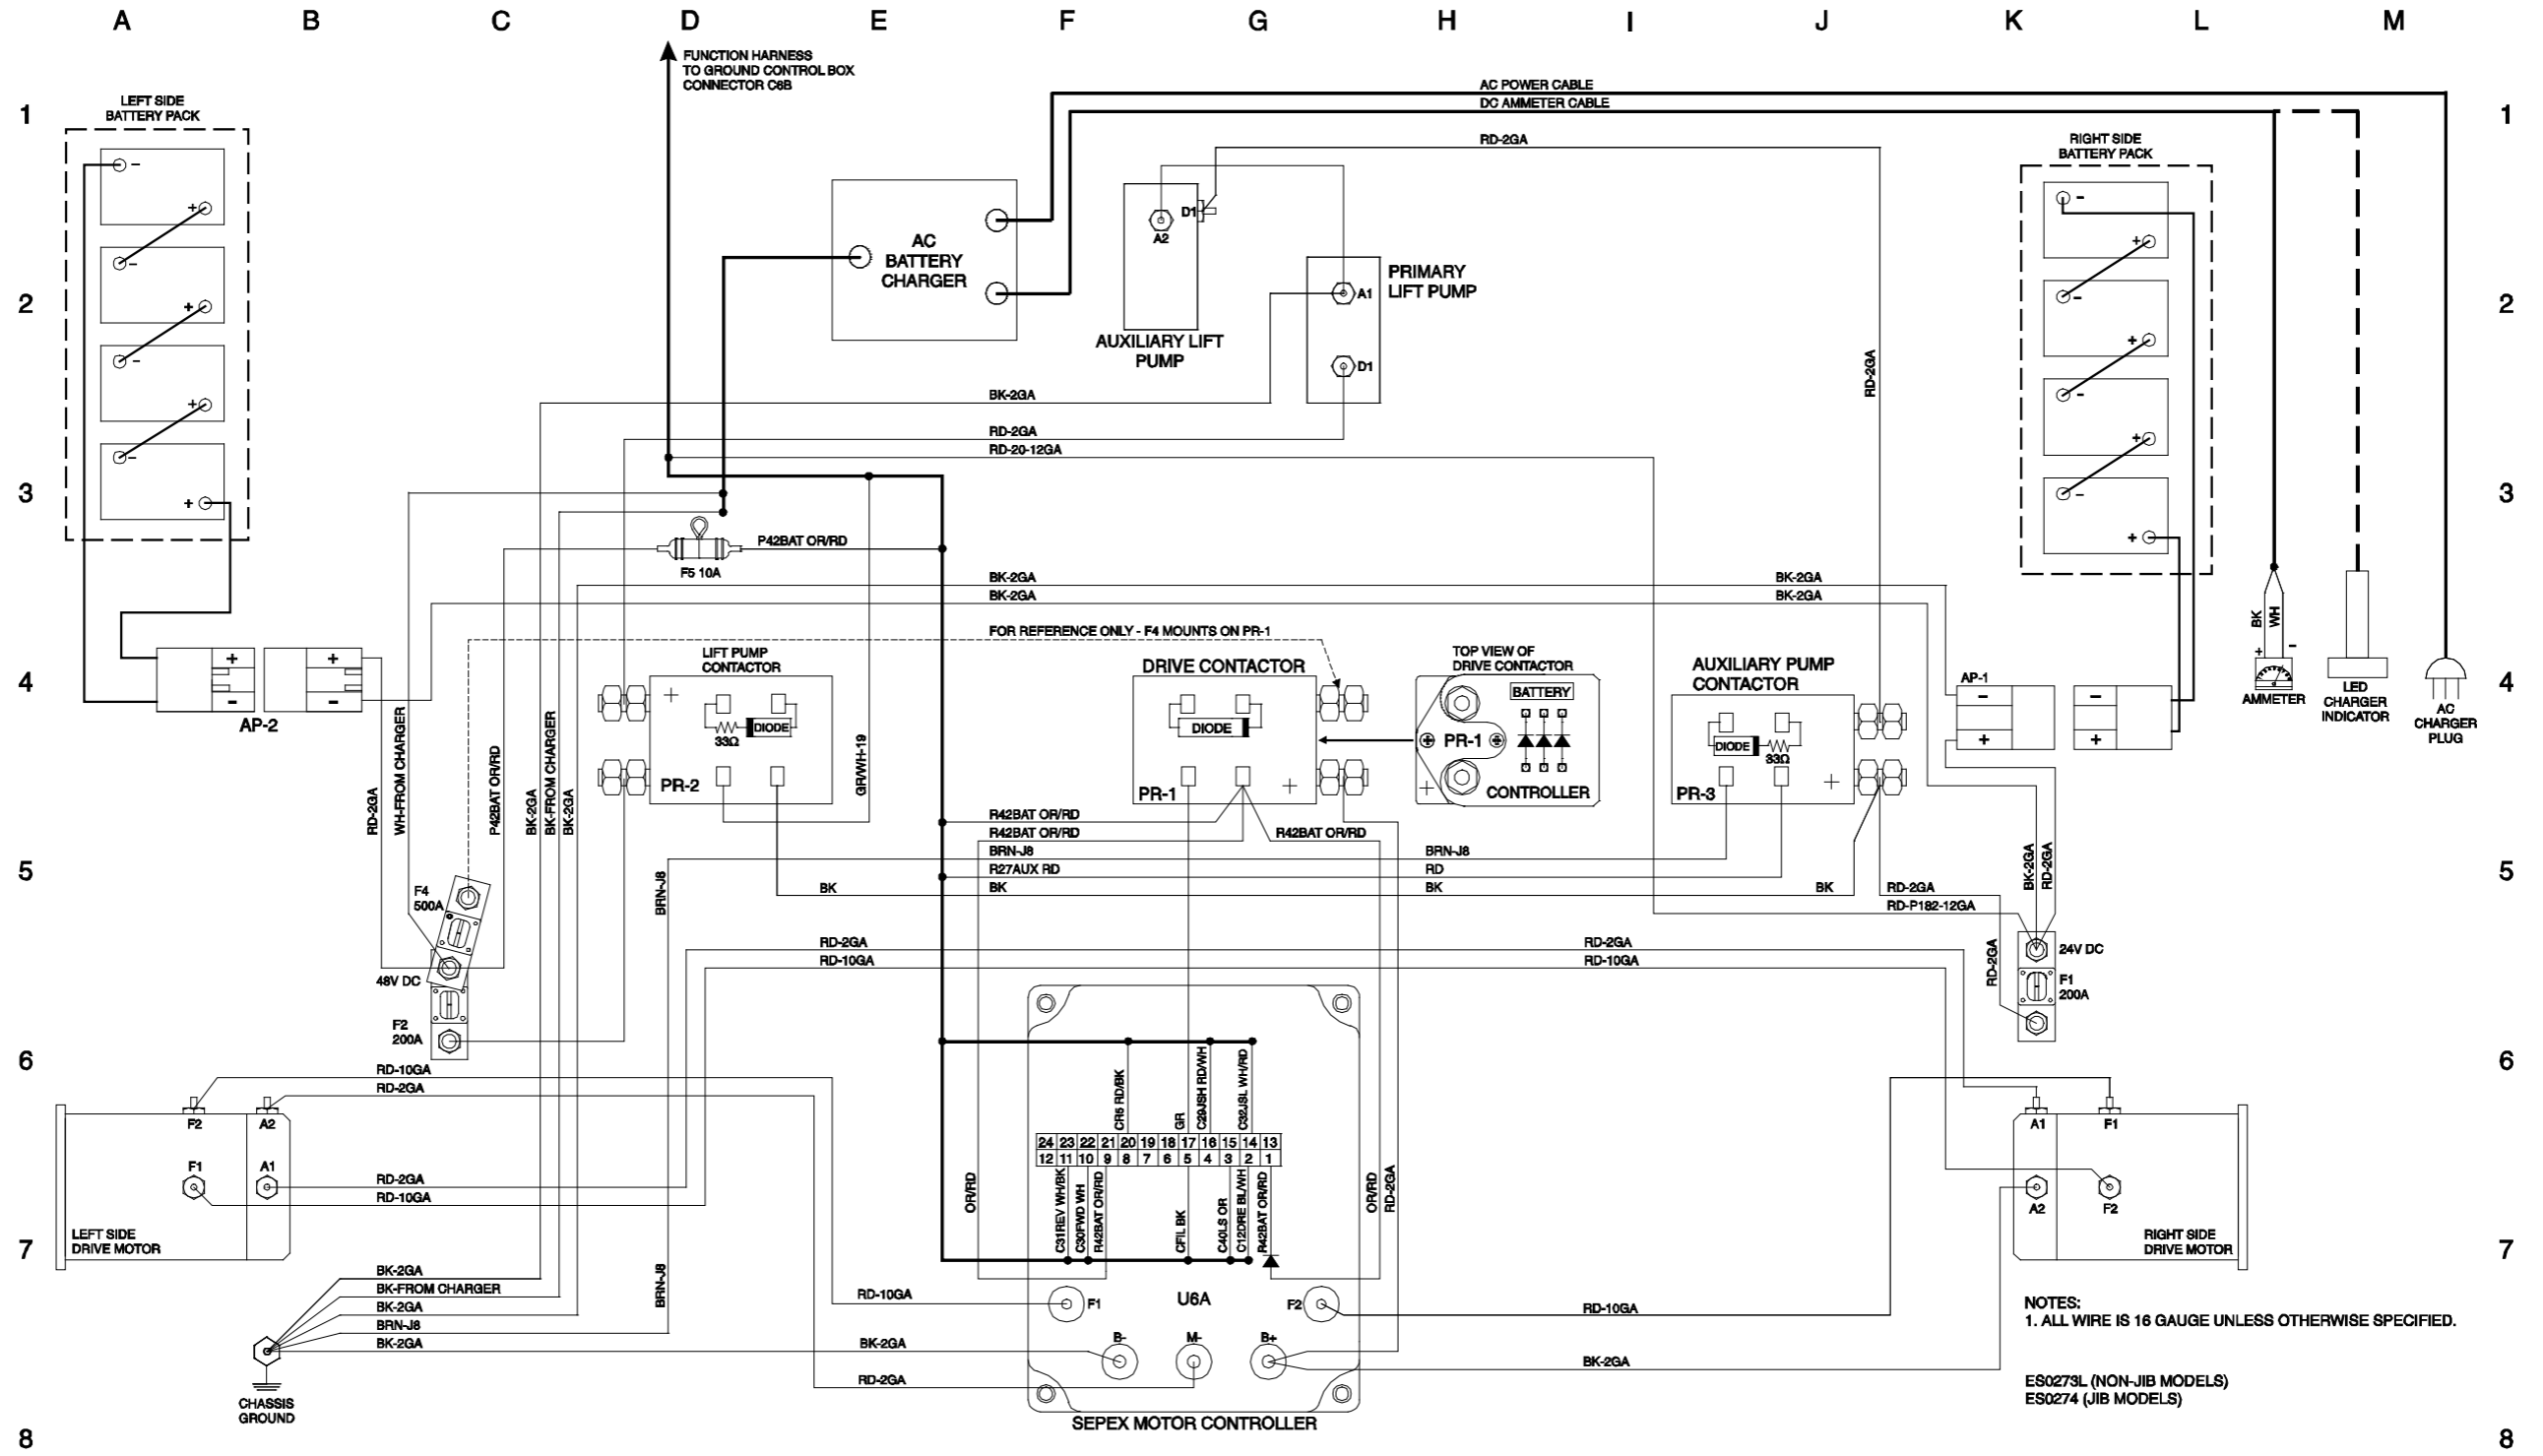 A B C D E F G H I J K L M
FUNCTION HARNESS
TO GROUND CONTROL BOX
CONNECTOR C6B
AC POWER CABLE
DC AMMETER CABLE
LEFT SIDE
BATTERY PACK
1 1
RD-2GA
RIGHT SIDE
BATTERY PACK
-
+
-
+
-
+
-
+
-
+
-
+
-
+
-
+
AC
BATTERY
CHARGER
D1
A2
AUXILIARY LIFT
PUMP
PRIMARY
LIFT PUMP
A1
D1
2 2
RD-2GA
BK-2GA
RD-2GA
RD-20-12GA
3 3
P42BAT OR/RD
F5 10A
BK-2GA BK-2GA
BK-2GA BK-2GA
FOR REFERENCE ONLY - F4 MOUNTS ON PR-1
BK
WH
+ -
AMMETER
LED
CHARGER
INDICATOR
AC
CHARGER
PLUG
4 4
+
-
+
-
AP-2
LIFT PUMP
CONTACTOR
+
33Ω
DIODE
PR-2
DRIVE CONTACTOR
DIODE
PR-1
+
TOP VIEW OF
DRIVE CONTACTOR
BATTERY
PR-1
+
CONTROLLER
AUXILIARY PUMP
CONTACTOR
DIODE
33Ω
PR-3
+
AP-1
-
+
-
+
RD-2GA
WH-FROM CHARGER
P42BAT OR/RD
BK-2GA
BK-FROM CHARGER
BK-2GA
GR/WH-19
R42BAT OR/RD
R42BAT OR/RD R42BAT OR/RD
BRN-J8 BRN-J8
R27AUX RD RD
BK BK BK BK
RD-2GA
RD-P182-12GA
BK-2GA
RD-2GA
5 5
BRN-J8
F4
500A
48V DC
F2
200A
RD-2GA RD-2GA
RD-10GA RD-10GA
RD-2GA
24V DC
F1
200A
6 6
RD-10GA
RD-2GA
CR5 RD/BK
GR
C29JSH RD/WH
C32JSL WH/RD
24 23 22 21 20 19 18 17 16 15 14 13
12 11 10 9 8 7 6 5 4 3 2 1
F2 A2
F1 A1
RD-2GA
RD-10GA
LEFT SIDE
DRIVE MOTOR
OR/RD
C31REV WH/BK
C30FWD WH
R42BAT OR/RD
CFIL BK
C40LS OR
C12DRE BL/WH
R42BAT OR/RD
OR/RD
RD-2GA
A1 F1
A2 F2
RIGHT SIDE
DRIVE MOTOR
7 7
BK-2GA
BK-FROM CHARGER
BK-2GA
BRN-J8
BK-2GA
BRN-J8
RD-10GA
BK-2GA
RD-2GA
F1 U6A F2
B- M- B+
RD-10GA
BK-2GA
CHASSIS
GROUND
SEPEX MOTOR CONTROLLER
NOTES:
1. ALL WIRE IS 16 GAUGE UNLESS OTHERWISE SPECIFIED.
ES0273L (NON-JIB MODELS)
ES0274 (JIB MODELS)
8 8